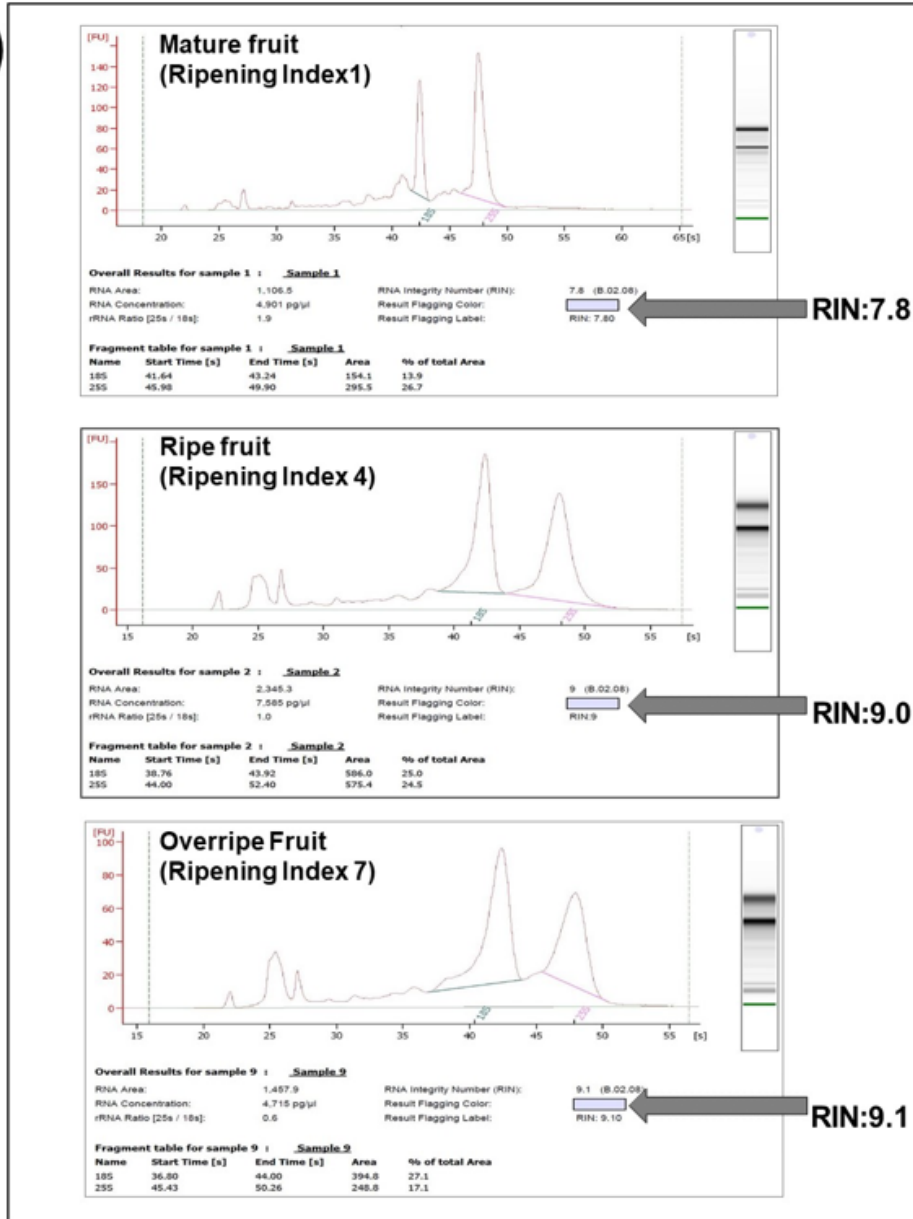 [FU]
Mature fruit
(Ripening Index1)
140
120
100
80
60
40
20
0
20 25 30 35 40 45 50 55 60 65[s]
18S 25S
Overall Results for sample 1 : Sample 1
RNA Area: 1,106.5 RNA Integrity Number (RIN): 7.8 (B.02.08)
RNA Concentration: 4,901 pg/µl Result Flagging Color:
rRNA Ratio [25s / 18s]: 1.9 Result Flagging Label: RIN: 7.80
RIN:7.8
Fragment table for sample 1 : Sample 1
Name Start Time [s] End Time [s] Area % of total Area
18S 41.64 43.24 154.1 13.9
25S 45.98 49.90 295.5 26.7
[FU]
Ripe fruit
(Ripening Index 4)
150
100
50
0
15 20 25 30 35 40 45 50 55 [s]
18S 25S
Overall Results for sample 2 : Sample 2
RNA Area: 2,345.3 RNA Integrity Number (RIN): 9 (B.02.08)
RNA Concentration: 7,585 pg/µl Result Flagging Color:
rRNA Ratio [25s / 18s]: 1.0 Result Flagging Label: RIN:9
RIN:9.0
Fragment table for sample 2 : Sample 2
Name Start Time [s] End Time [s] Area % of total Area
18S 38.76 43.92 586.0 25.0
25S 44.00 52.40 575.4 24.5
[FU]
Overripe Fruit
(Ripening Index 7)
100
80
60
40
20
0
15 20 25 30 35 40 45 50 [s]
18S 25S
Overall Results for sample 9 : Sample 9
RNA Area: 1,457.9 RNA Integrity Number (RIN): 9.1 (B.02.08)
RNA Concentration: 4,715 pg/µl Result Flagging Color:
rRNA Ratio [25s / 18s]: 0.6 Result Flagging Label: RIN: 9.10
RIN:9.1
Fragment table for sample 9 : Sample 9
Name Start Time [s] End Time [s] Area % of total Area
18S 36.80 44.00 394.8 27.1
25S 45.43 50.26 248.8 17.1